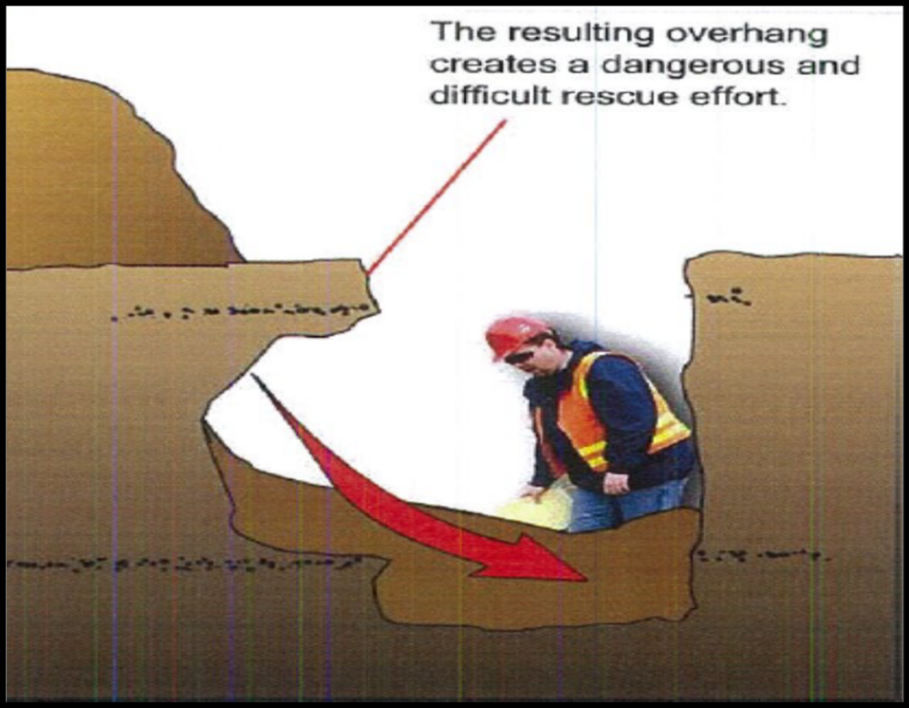 The resulting overhang
creates a dangerous and
difficult rescue effort.